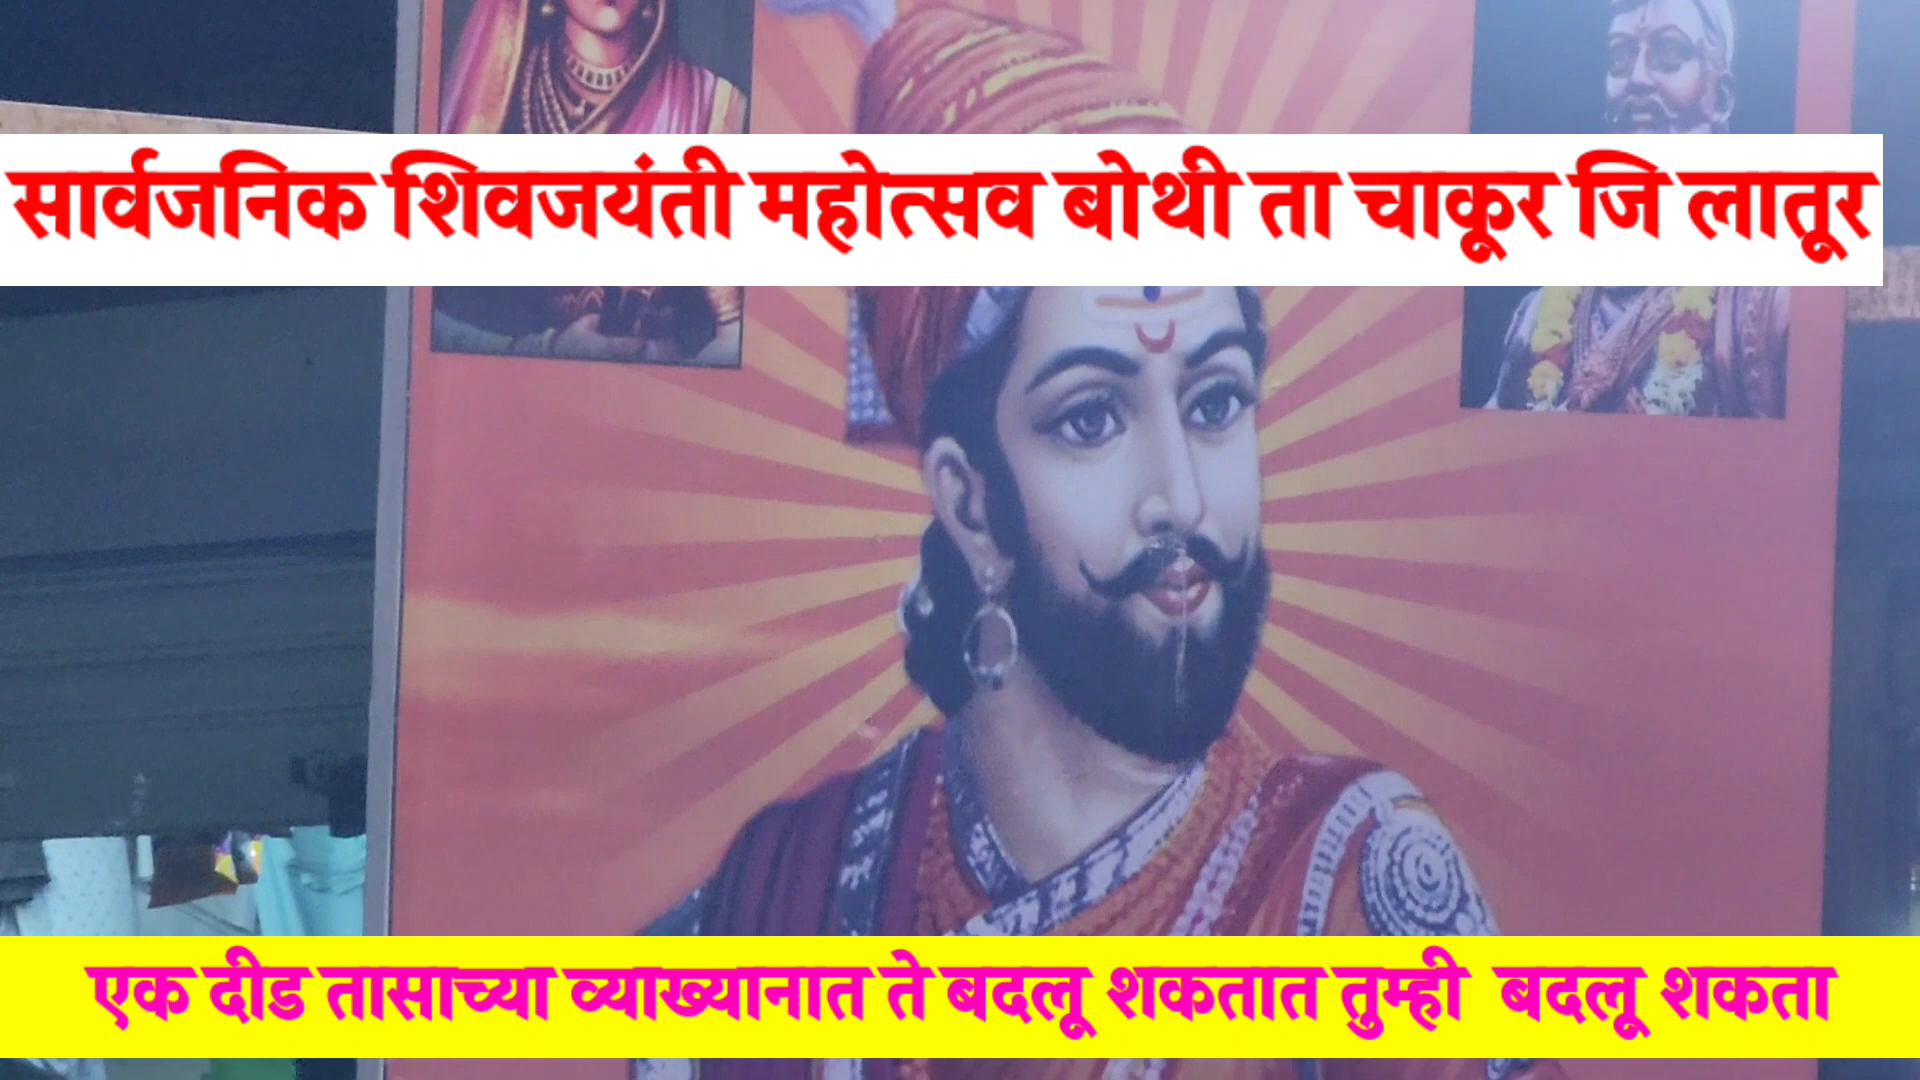 सार्वजनिक शिवजयंती महोत्सव बोथी ता चाकूर जि लातूर
एक दीड तासाच्या व्याख्यानात ते बदलू शकतात तुम्ही बदलू शकता